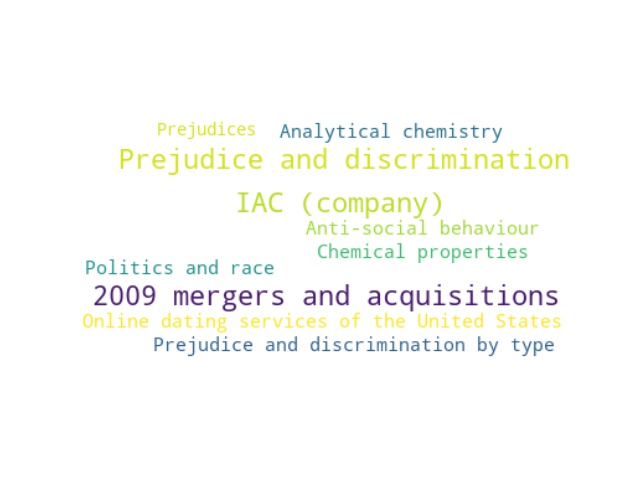 Prejudices
Analytical chemistry
Prejudice and discrimination
IAC (company)
Anti-social behaviour
Chemical properties
Politics and race
2009 mergers and acquisitions
Online dating services of the United States
Prejudice and discrimination by type